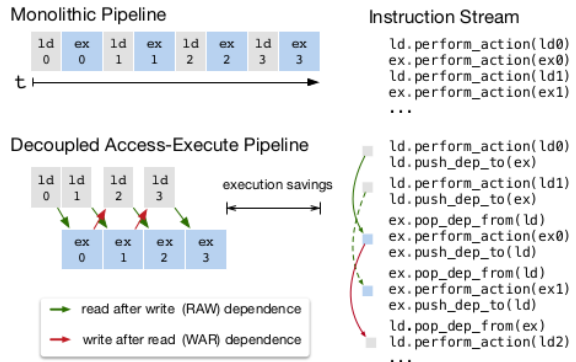 Monolithic Pipeline
ld ex ld ex ld ex ld ex
0 0 1 1 2 2 3 3
t
Decoupled Access-Execute Pipeline
ld ld ld ld
0 1 2 3
execution savings
ex ex ex ex
0 1 2 3
read after write (RAW) dependence
write after read (WAR) dependence
Instruction Stream
ld.perform_action(ld0)
ex.perform_action(ex0)
ld.perform_action(ld1)
ex.perform_action(ex1)
...
ld.perform_action(ld0)
ld.push_dep_to(ex)
ld.perform_action(ld1)
ld.push_dep_to(ex)
ex.pop_dep_from(ld)
ex.perform_action(ex0)
ex.push_dep_to(ld)
ex.pop_dep_from(ld)
ex.perform_action(ex1)
ex.push_dep_to(ld)
ld.pop_dep_from(ex)
ld.perform_action(ld2)
...